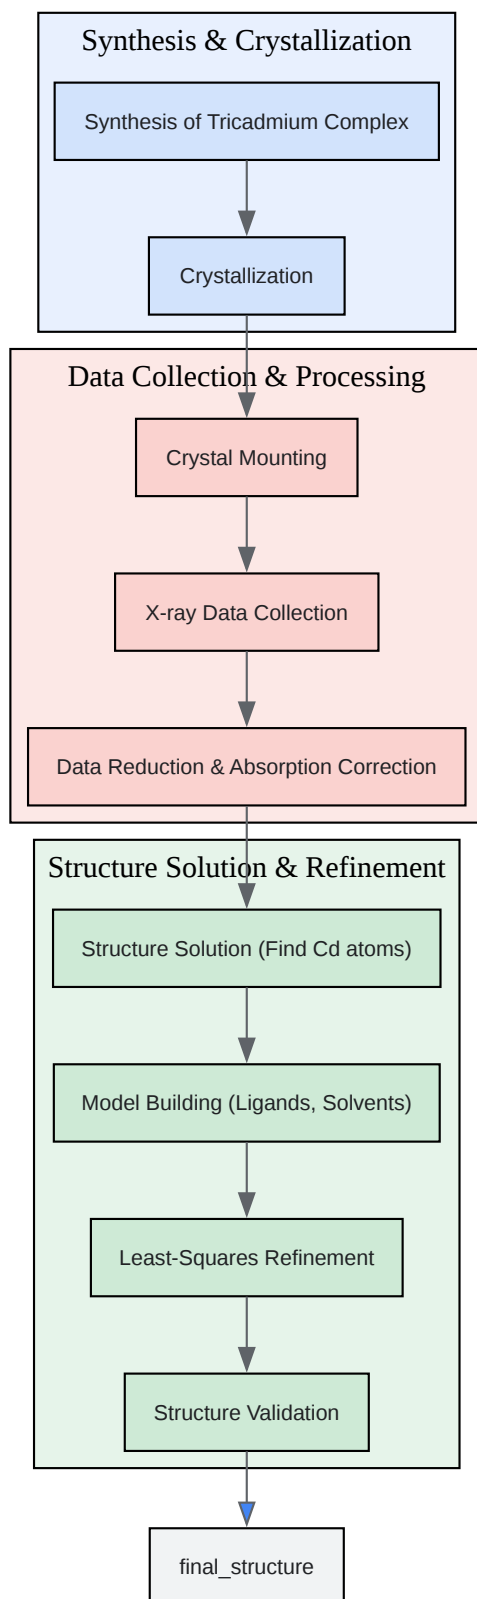 Synthesis & Crystallization
Synthesis of Tricadmium Complex
Crystallization
Data Collection & Processing
Crystal Mounting
X-ray Data Collection
Data Reduction & Absorption Correction
Structure Solution & Refinement
Structure Solution (Find Cd atoms)
Model Building (Ligands, Solvents)
Least-Squares Refinement
Structure Validation
final_structure